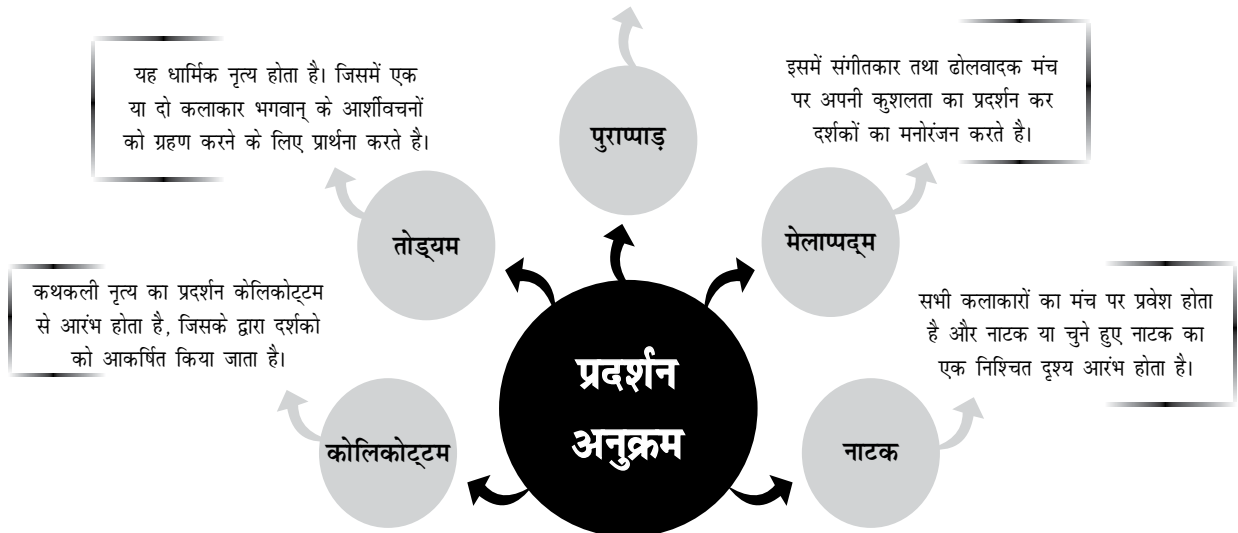 यह धार्मिक नृत्य होता है। जिसमें एक
या दो कलाकार भगवान् के आर्शीवचनों
को ग्रहण करने के लिए प्रार्थना करते है।
इसमें संगीतकार तथा ढोलवादक मंच
पर अपनी कुशलता का प्रदर्शन कर
दर्शकों का मनोरंजन करते है।
पुराप्पाड़
तोड्यम
मेलाप्पद्म
कथकली नृत्य का प्रदर्शन केलिकोट्टम
से आरंभ होता है, जिसके द्वारा दर्शको
को आकर्षित किया जाता है।
सभी कलाकारों का मंच पर प्रवेश होता
है और नाटक या चुने हुए नाटक का
एक निश्चित दृश्य आरंभ होता है।
प्रदर्शन
अनुक्रम
कोलिकोट्टम
नाटक